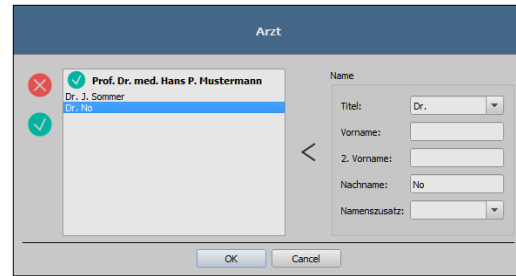 Arzt
Prof. Dr. med. Hans P. Mustermann
Dr. J. Sommer
Dr. No
Name
Titel: Dr.
Vorname:
2. Vorname:
Nachname: No
Namenszusatz:
OK Cancel